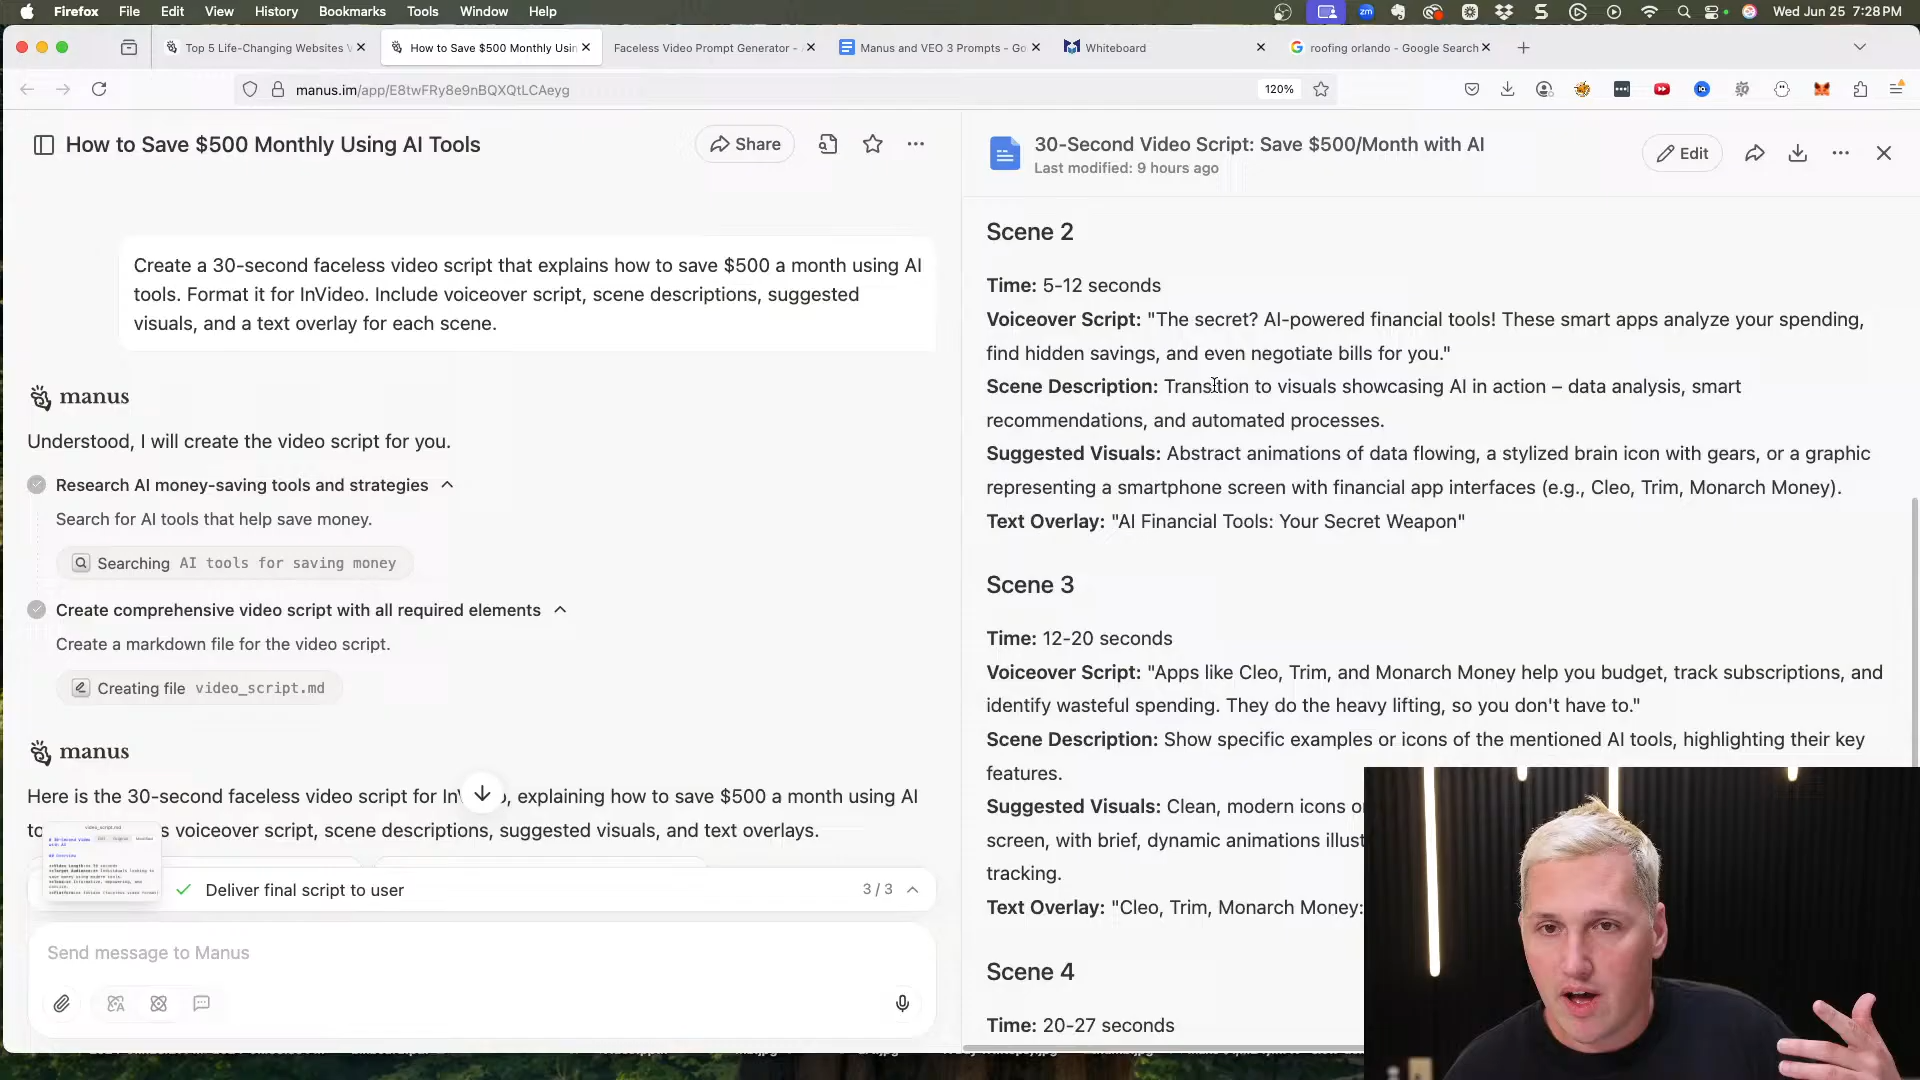 Firefox File Edit View History Bookmarks Tools Window Help
Wed Jun 25 7:28 PM
Top 5 Life-Changing Websites
How to Save $500 Monthly Usin
Faceless Video Prompt Generator -
Manus and VEO 3 Prompts - Go
Whiteboard
roofing orlando - Google Search
manus.im/app/E8twFRy8e9nBQXQtLCAeyg
120%
How to Save $500 Monthly Using AI Tools
Share
Create a 30-second faceless video script that explains how to save $500 a month using AI
tools. Format it for InVideo. Include voiceover script, scene descriptions, suggested
visuals, and a text overlay for each scene.
manus
Understood, I will create the video script for you.
Research AI money-saving tools and strategies
Search for AI tools that help save money.
Searching AI tools for saving money
Create comprehensive video script with all required elements
Create a markdown file for the video script.
Creating file video_script.md
manus
Here is the 30-second faceless video script for In, explaining how to save $500 a month using AI
s voiceover script, scene descriptions, suggested visuals, and text overlays.
Deliver final script to user
3 / 3
Send message to Manus
30-Second Video Script: Save $500/Month with AI
Last modified: 9 hours ago
Edit
Scene 2
Time: 5-12 seconds
Voiceover Script: "The secret? AI-powered financial tools! These smart apps analyze your spending,
find hidden savings, and even negotiate bills for you."
Scene Description: Transition to visuals showcasing AI in action – data analysis, smart
recommendations, and automated processes.
Suggested Visuals: Abstract animations of data flowing, a stylized brain icon with gears, or a graphic
representing a smartphone screen with financial app interfaces (e.g., Cleo, Trim, Monarch Money).
Text Overlay: "AI Financial Tools: Your Secret Weapon"
Scene 3
Time: 12-20 seconds
Voiceover Script: "Apps like Cleo, Trim, and Monarch Money help you budget, track subscriptions, and
identify wasteful spending. They do the heavy lifting, so you don't have to."
Scene Description: Show specific examples or icons of the mentioned AI tools, highlighting their key
features.
Suggested Visuals: Clean, modern icons o
screen, with brief, dynamic animations illust
tracking.
Text Overlay: "Cleo, Trim, Monarch Money:
Scene 4
Time: 20-27 seconds